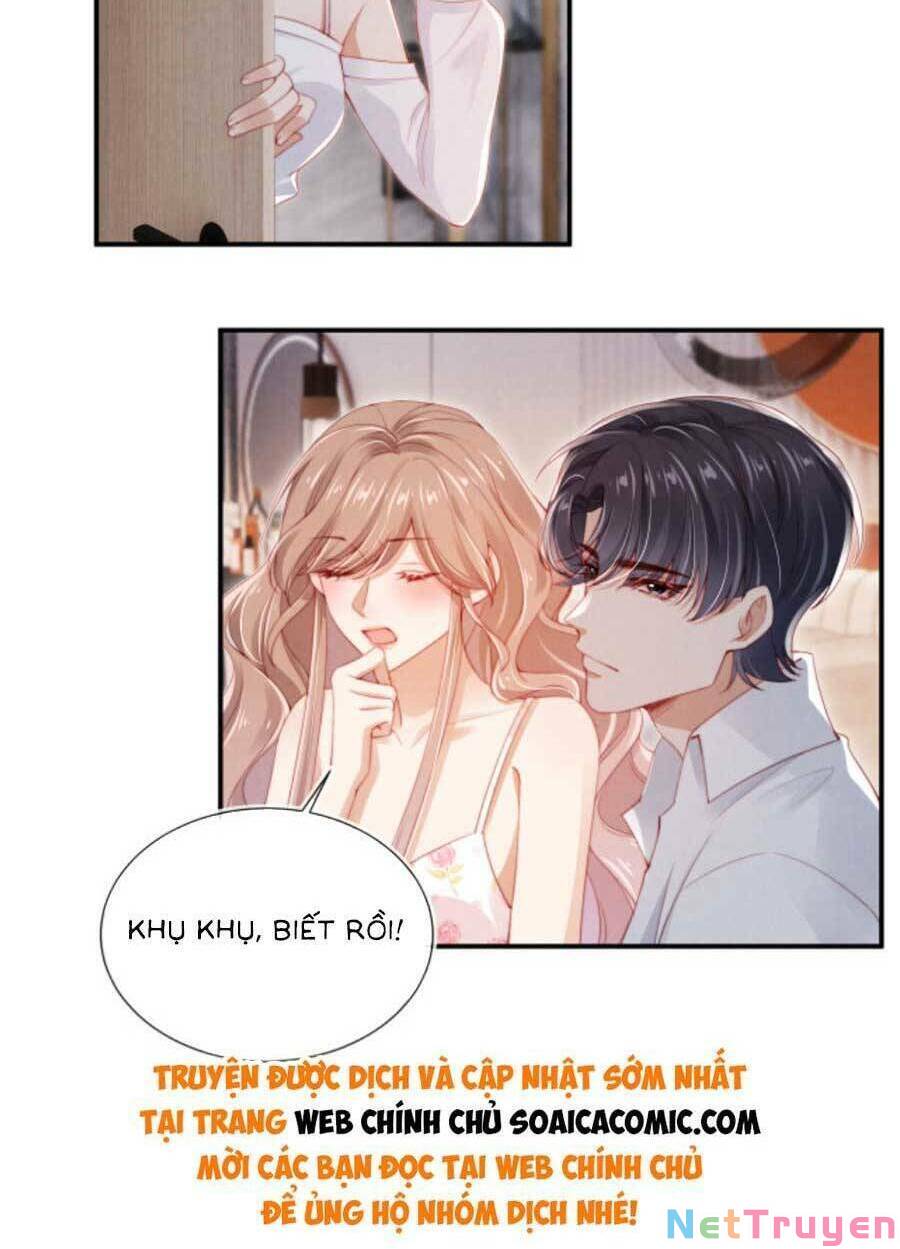 KHỤ KHỤ, BIẾT RỒI!
TRUYỆN ĐƯỢC DỊCH VÀ CẬP NHẬT SỚM NHẤT
TẠI TRANG WEB CHÍNH CHỦ SOAICACOMIC.COM
MỜI CÁC BẠN ĐỌC TẠI WEB CHÍNH CHỦ
ĐỂ ỦNG HỘ NHÓM DỊCH NHÉ!
NetTruyen